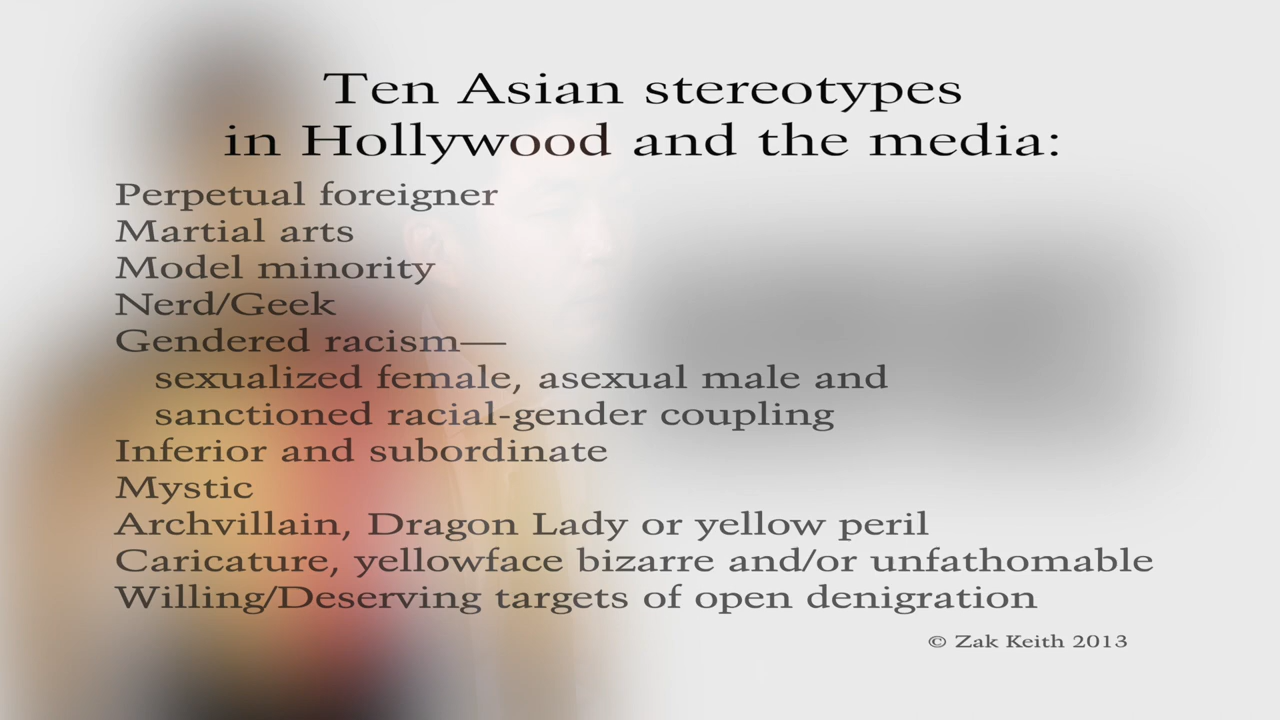 Ten Asian stereotypes
in Hollywood and the media:
Perpetual foreigner
Martial arts
Model minority
Nerd/Geek
Gendered racism—
sexualized female, asexual male and
sanctioned racial-gender coupling
Inferior and subordinate
Mystic
Archvillain, Dragon Lady or yellow peril
Caricature, yellowface bizarre and/or unfathomable
Willing/Deserving targets of open denigration
© Zak Keith 2013